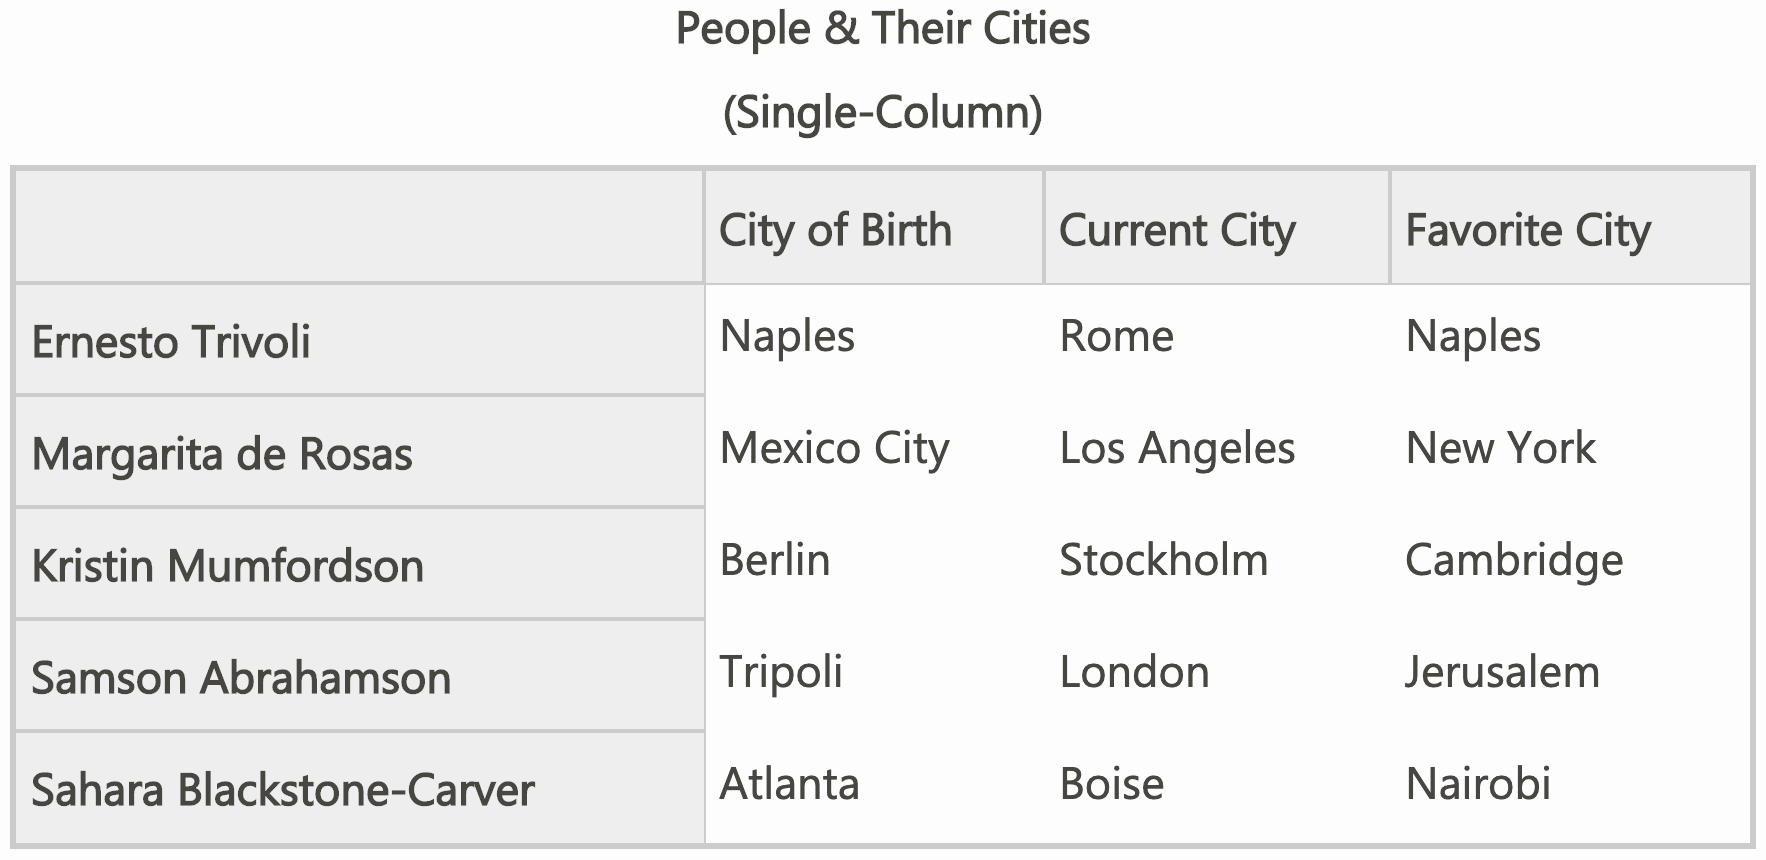 People & Their Cities
(Single-Column)
City of Birth Current City Favorite City
Ernesto Trivoli Naples Rome Naples
Margarita de Rosas Mexico City Los Angeles New York
Kristin Mumfordson Berlin Stockholm Cambridge
Samson Abrahamson Tripoli London Jerusalem
Sahara Blackstone-Carver Atlanta Boise Nairobi